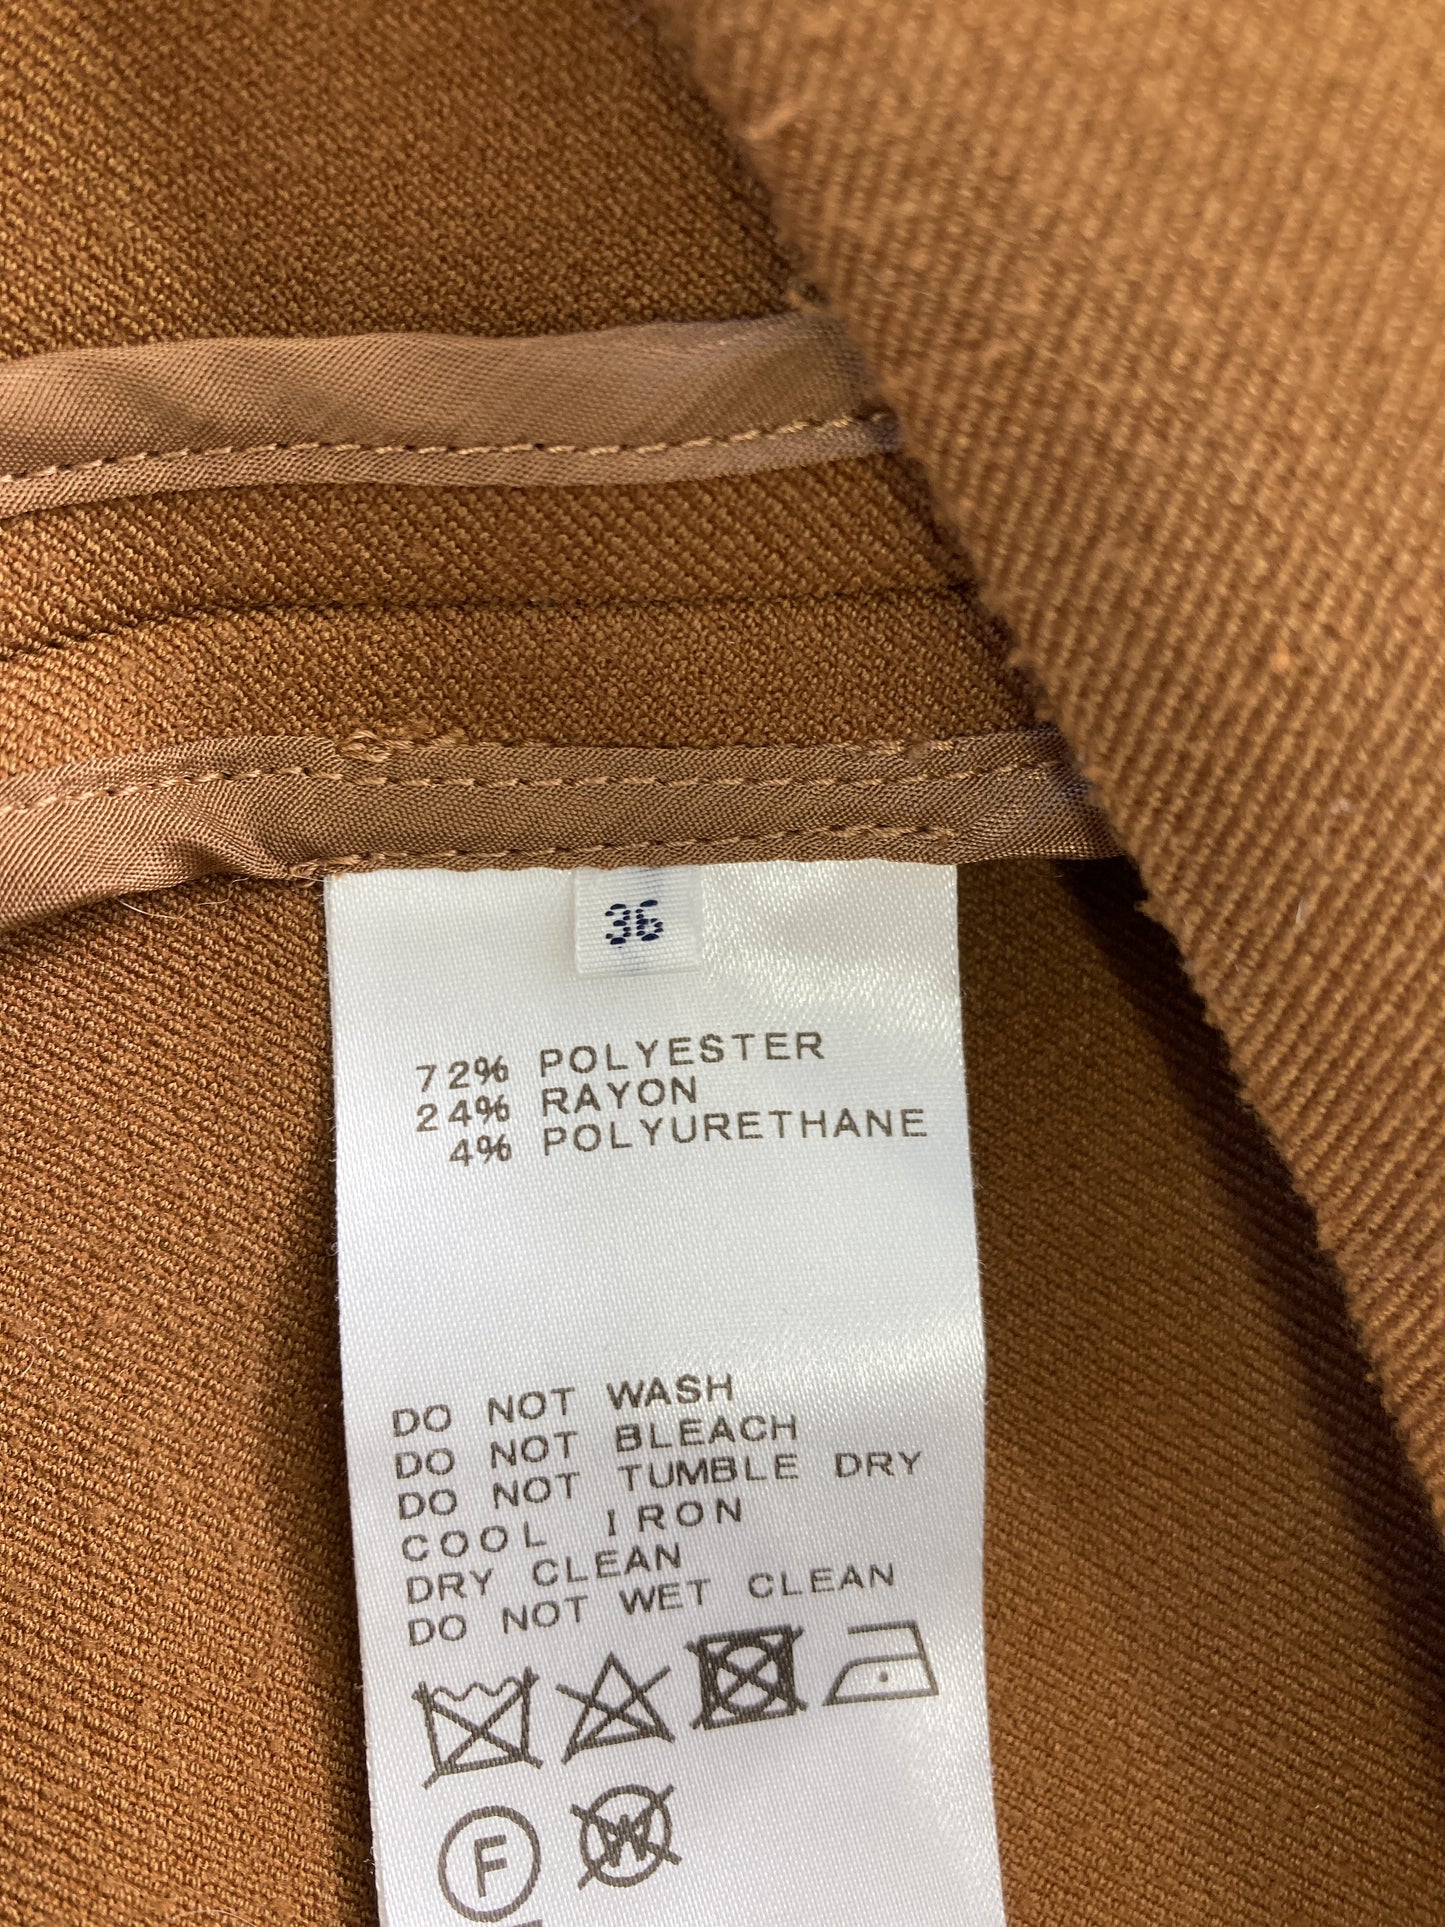 36
72% POLYESTER
24% RAYON
4% POLYURETHANE
DO NOT WASH
DO NOT BLEACH
DO NOT TUMBLE DRY
COOL IRON
DRY CLEAN
DO NOT WET CLEAN
F W